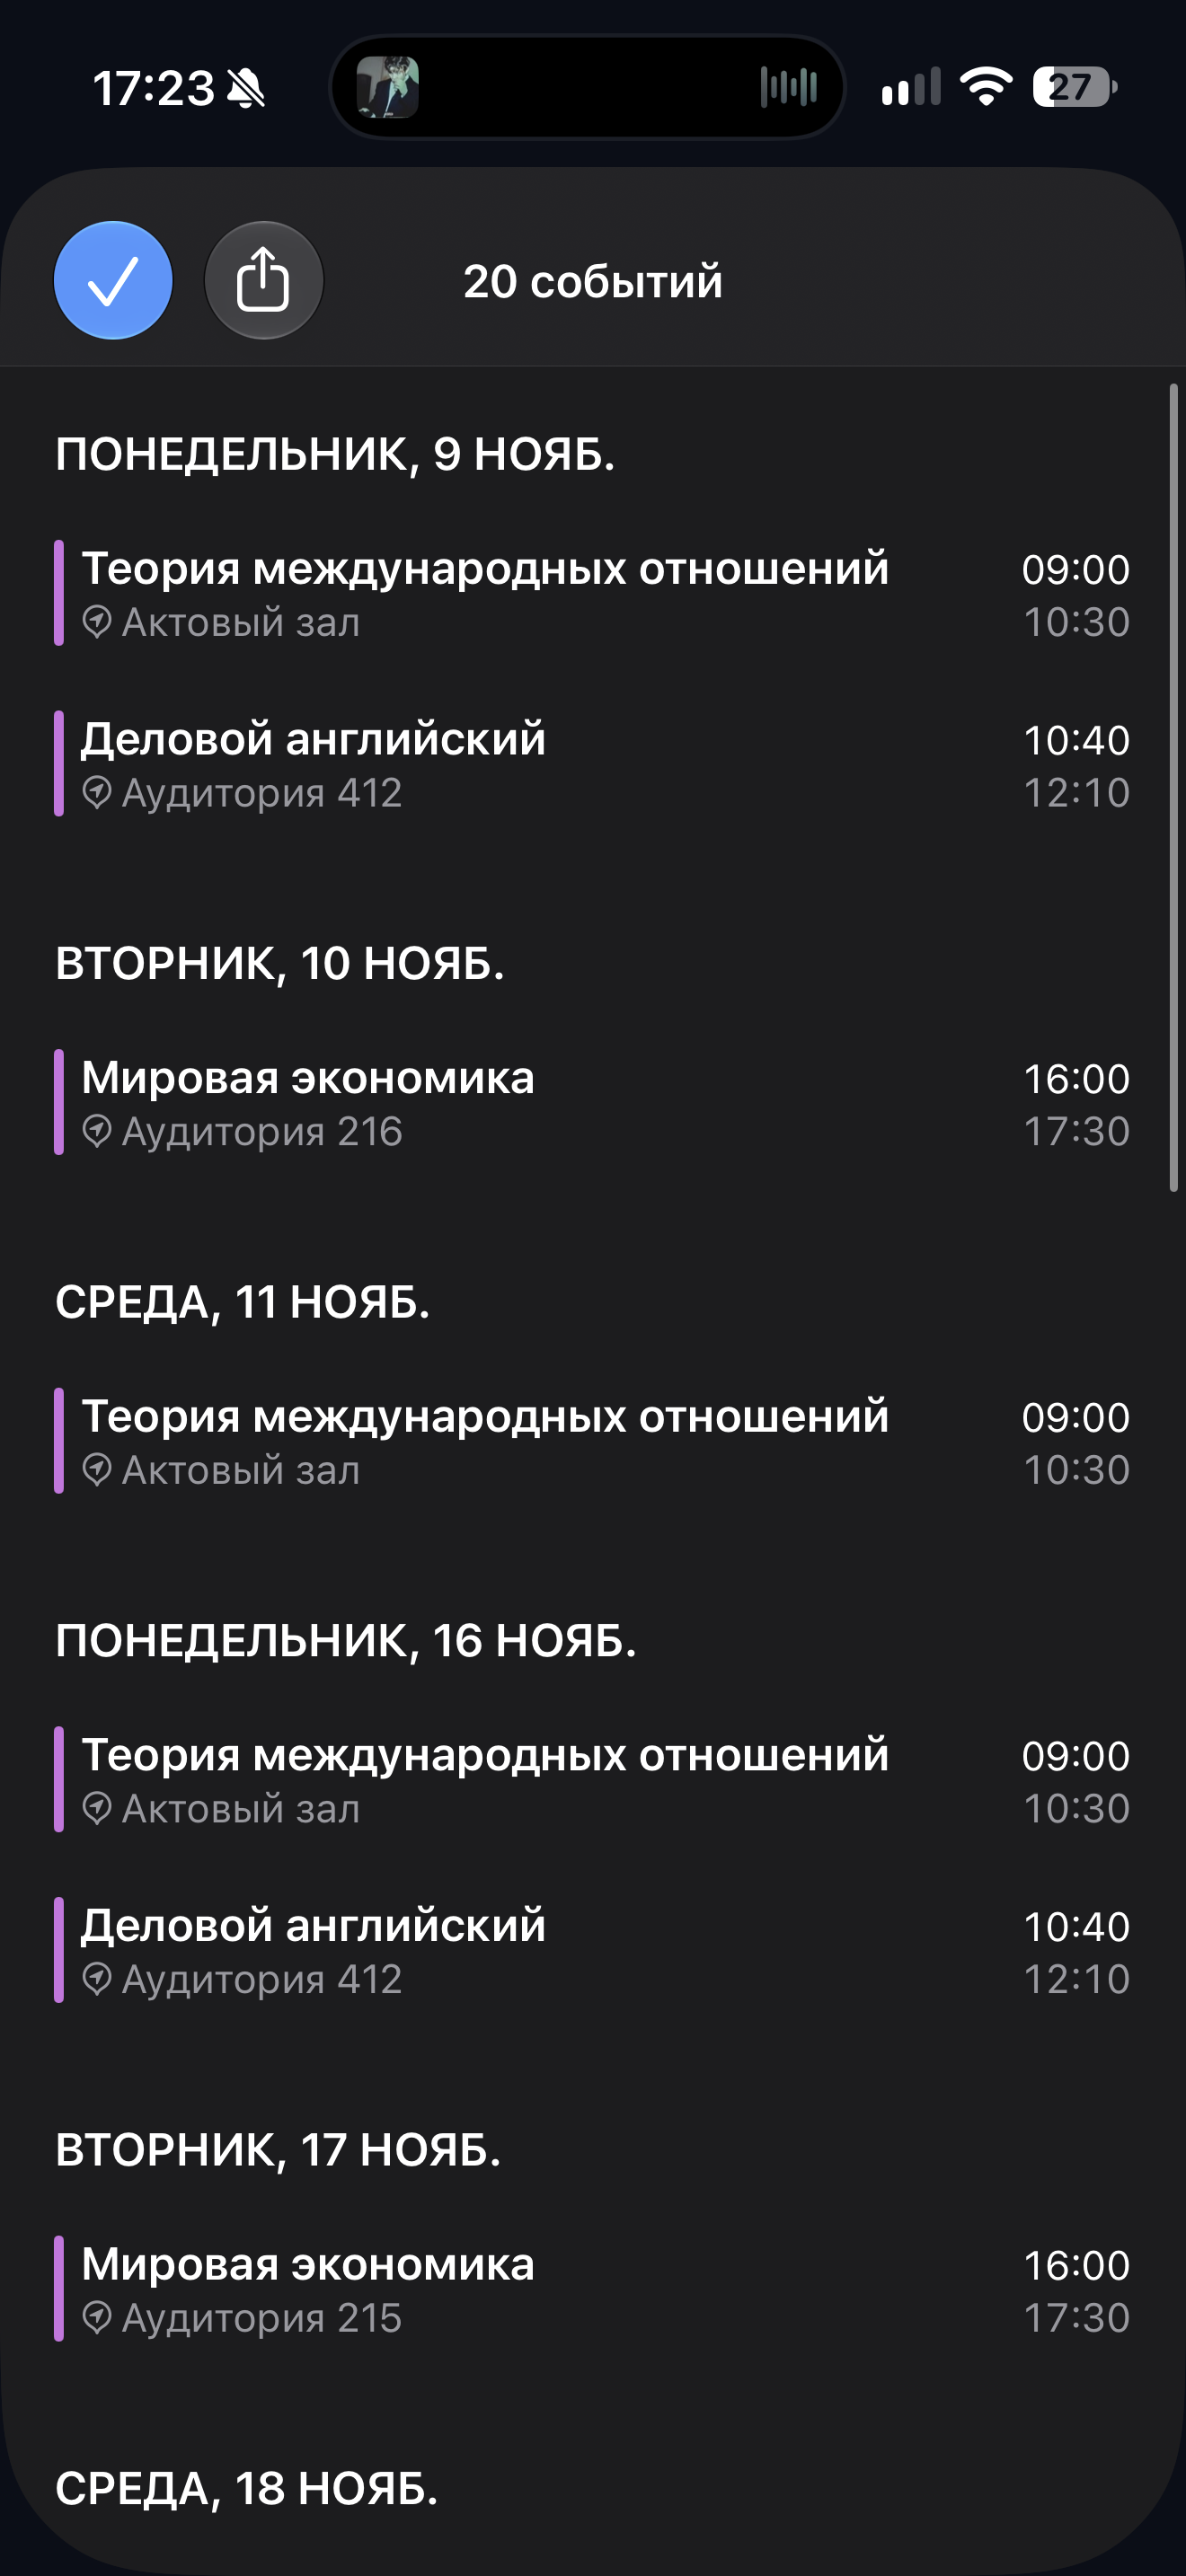 17:23
27
20 событий
ПОНЕДЕЛЬНИК, 9 НОЯБ.
Теория международных отношений 09:00
Актовый зал 10:30
Деловой английский 10:40
Аудитория 412 12:10
ВТОРНИК, 10 НОЯБ.
Мировая экономика 16:00
Аудитория 216 17:30
СРЕДА, 11 НОЯБ.
Теория международных отношений 09:00
Актовый зал 10:30
ПОНЕДЕЛЬНИК, 16 НОЯБ.
Теория международных отношений 09:00
Актовый зал 10:30
Деловой английский 10:40
Аудитория 412 12:10
ВТОРНИК, 17 НОЯБ.
Мировая экономика 16:00
Аудитория 215 17:30
СРЕДА, 18 НОЯБ.